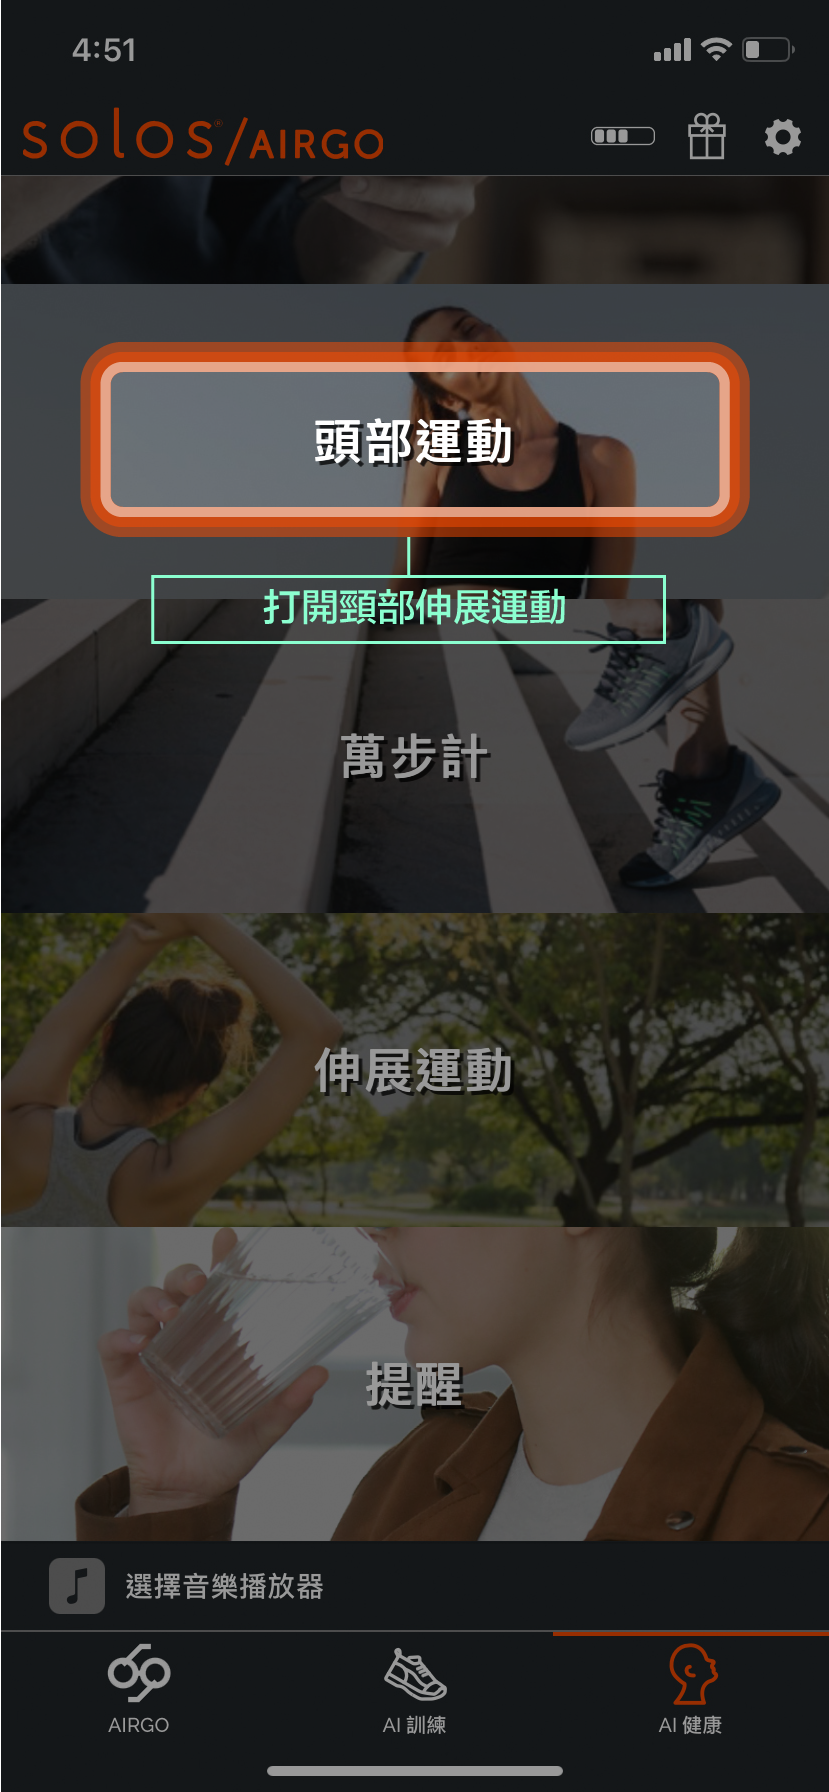 4:51
solos®/AIRGO
頭部運動
打開頸部伸展運動
萬步計
伸展運動
提醒
選擇音樂播放器
AIRGO
AI 訓練
AI 健康